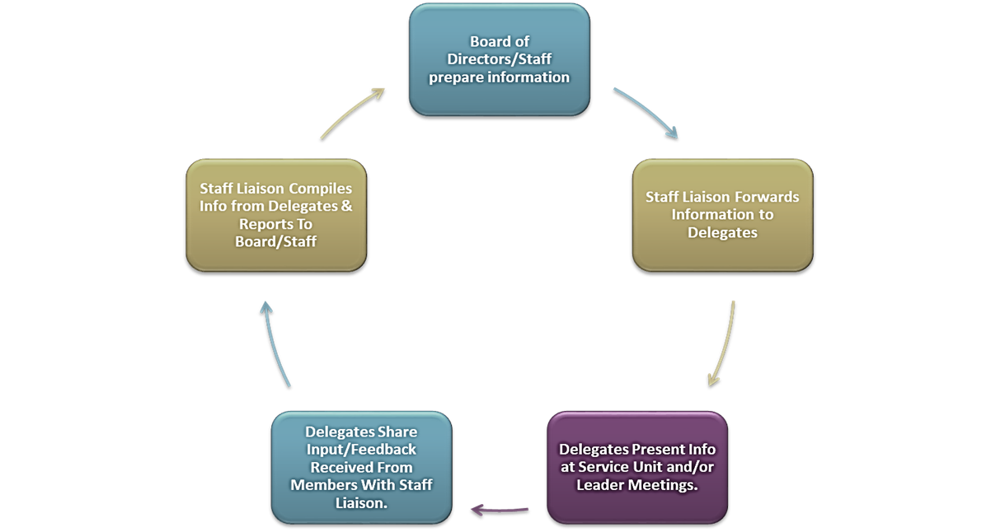 Board of
Directors/Staff
prepare information
Staff Liaison Forwards
Information to
Delegates
Delegates Present Info
at Service Unit and/or
Leader Meetings.
Delegates Share
Input/Feedback
Received From
Members With Staff
Liaison.
Staff Liaison Compiles
Info from Delegates &
Reports To
Board/Staff